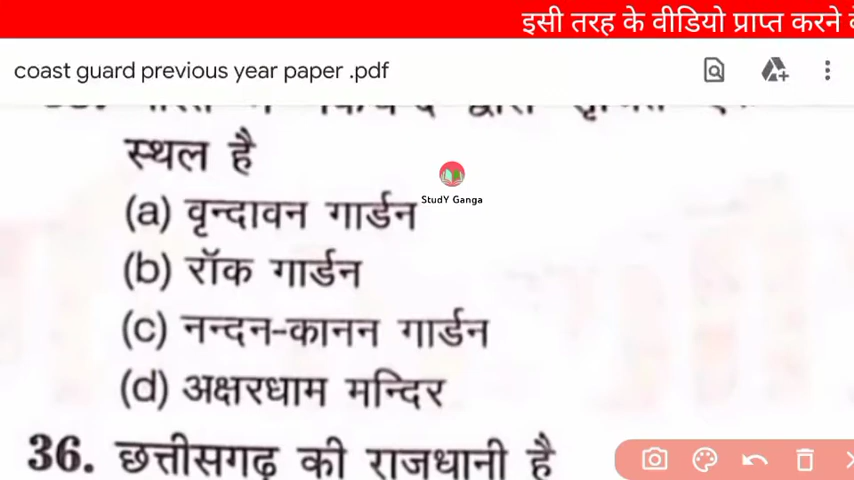 इसी तरह के वीडियो प्राप्त करने
coast guard previous year paper .pdf
स्थल है
StudY Ganga
(a) वृन्दावन गार्डन
(b) रॉक गार्डन
(c) नन्दन-कानन गार्डन
(d) अक्षरधाम मन्दिर
36. छत्तीसगढ़ की राजधानी है